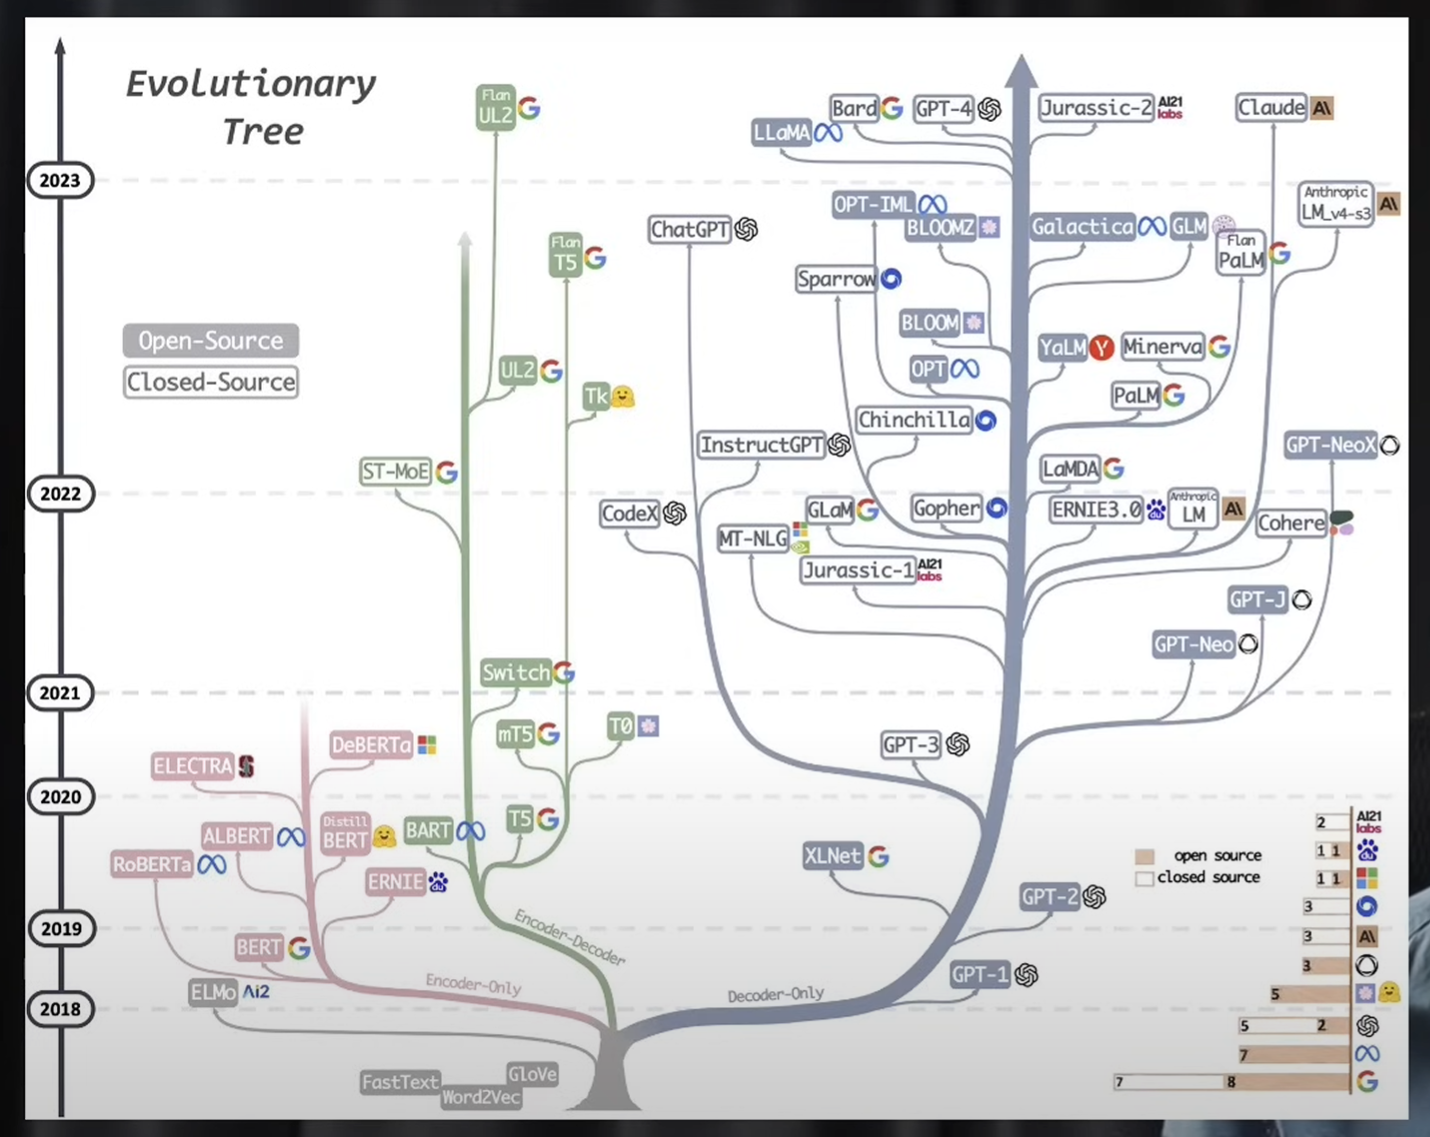 Evolutionary
Tree
2023
2022
2021
2020
2019
2018
Open-Source
Closed-Source
Flan
UL2
Flan
T5
UL2
Tk
ST-MoE
Switch
mT5
T0
T5
BART
Encoder-Decoder
DeBERTa
ELECTRA
Distill
BERT
ALBERT
RoBERTa
ERNIE
BERT
Encoder-Only
ELMo
Ai2
FastText
Word2Vec
GloVe
Decoder-Only
Bard
GPT-4
LLaMA
Jurassic-2
AI21
labs
Claude
A\
Anthropic
LM_v4-s3
A\
OPT-IML
BLOOMZ
ChatGPT
Galactica
GLM
Flan
PaLM
Sparrow
BLOOM
OPT
YaLM
Y
Minerva
PaLM
Chinchilla
InstructGPT
GPT-NeoX
LaMDA
CodeX
GLaM
Gopher
ERNIE3.0
Anthropic
LM
A\
Cohere
MT-NLG
Jurassic-1
AI21
labs
GPT-J
GPT-Neo
GPT-3
XLNet
GPT-2
GPT-1
open source
closed source
2
AI21
labs
1 1
1 1
3
3
A\
3
5
5 2
7
7 8